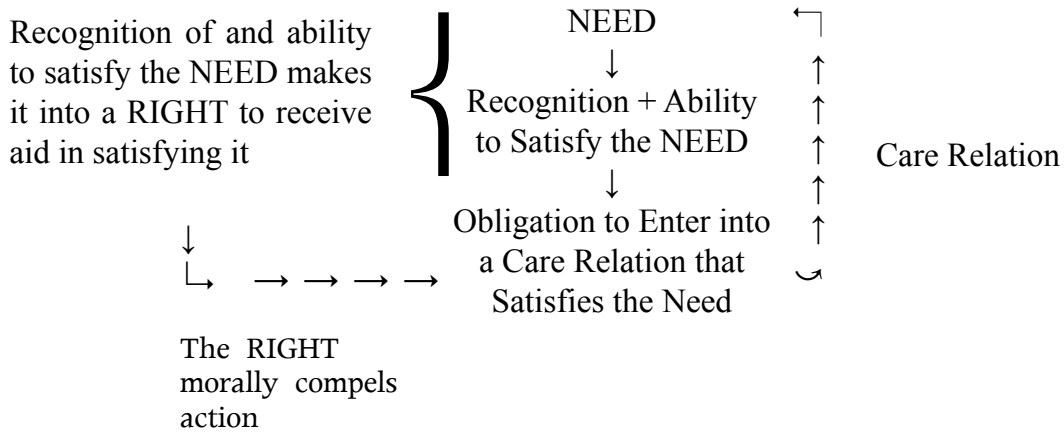 Recognition of and ability
to satisfy the NEED makes
it into a RIGHT to receive
aid in satisfying it
NEED
Recognition + Ability
to Satisfy the NEED
Obligation to Enter into
a Care Relation that
Satisfies the Need
Care Relation
The RIGHT
morally compels
action